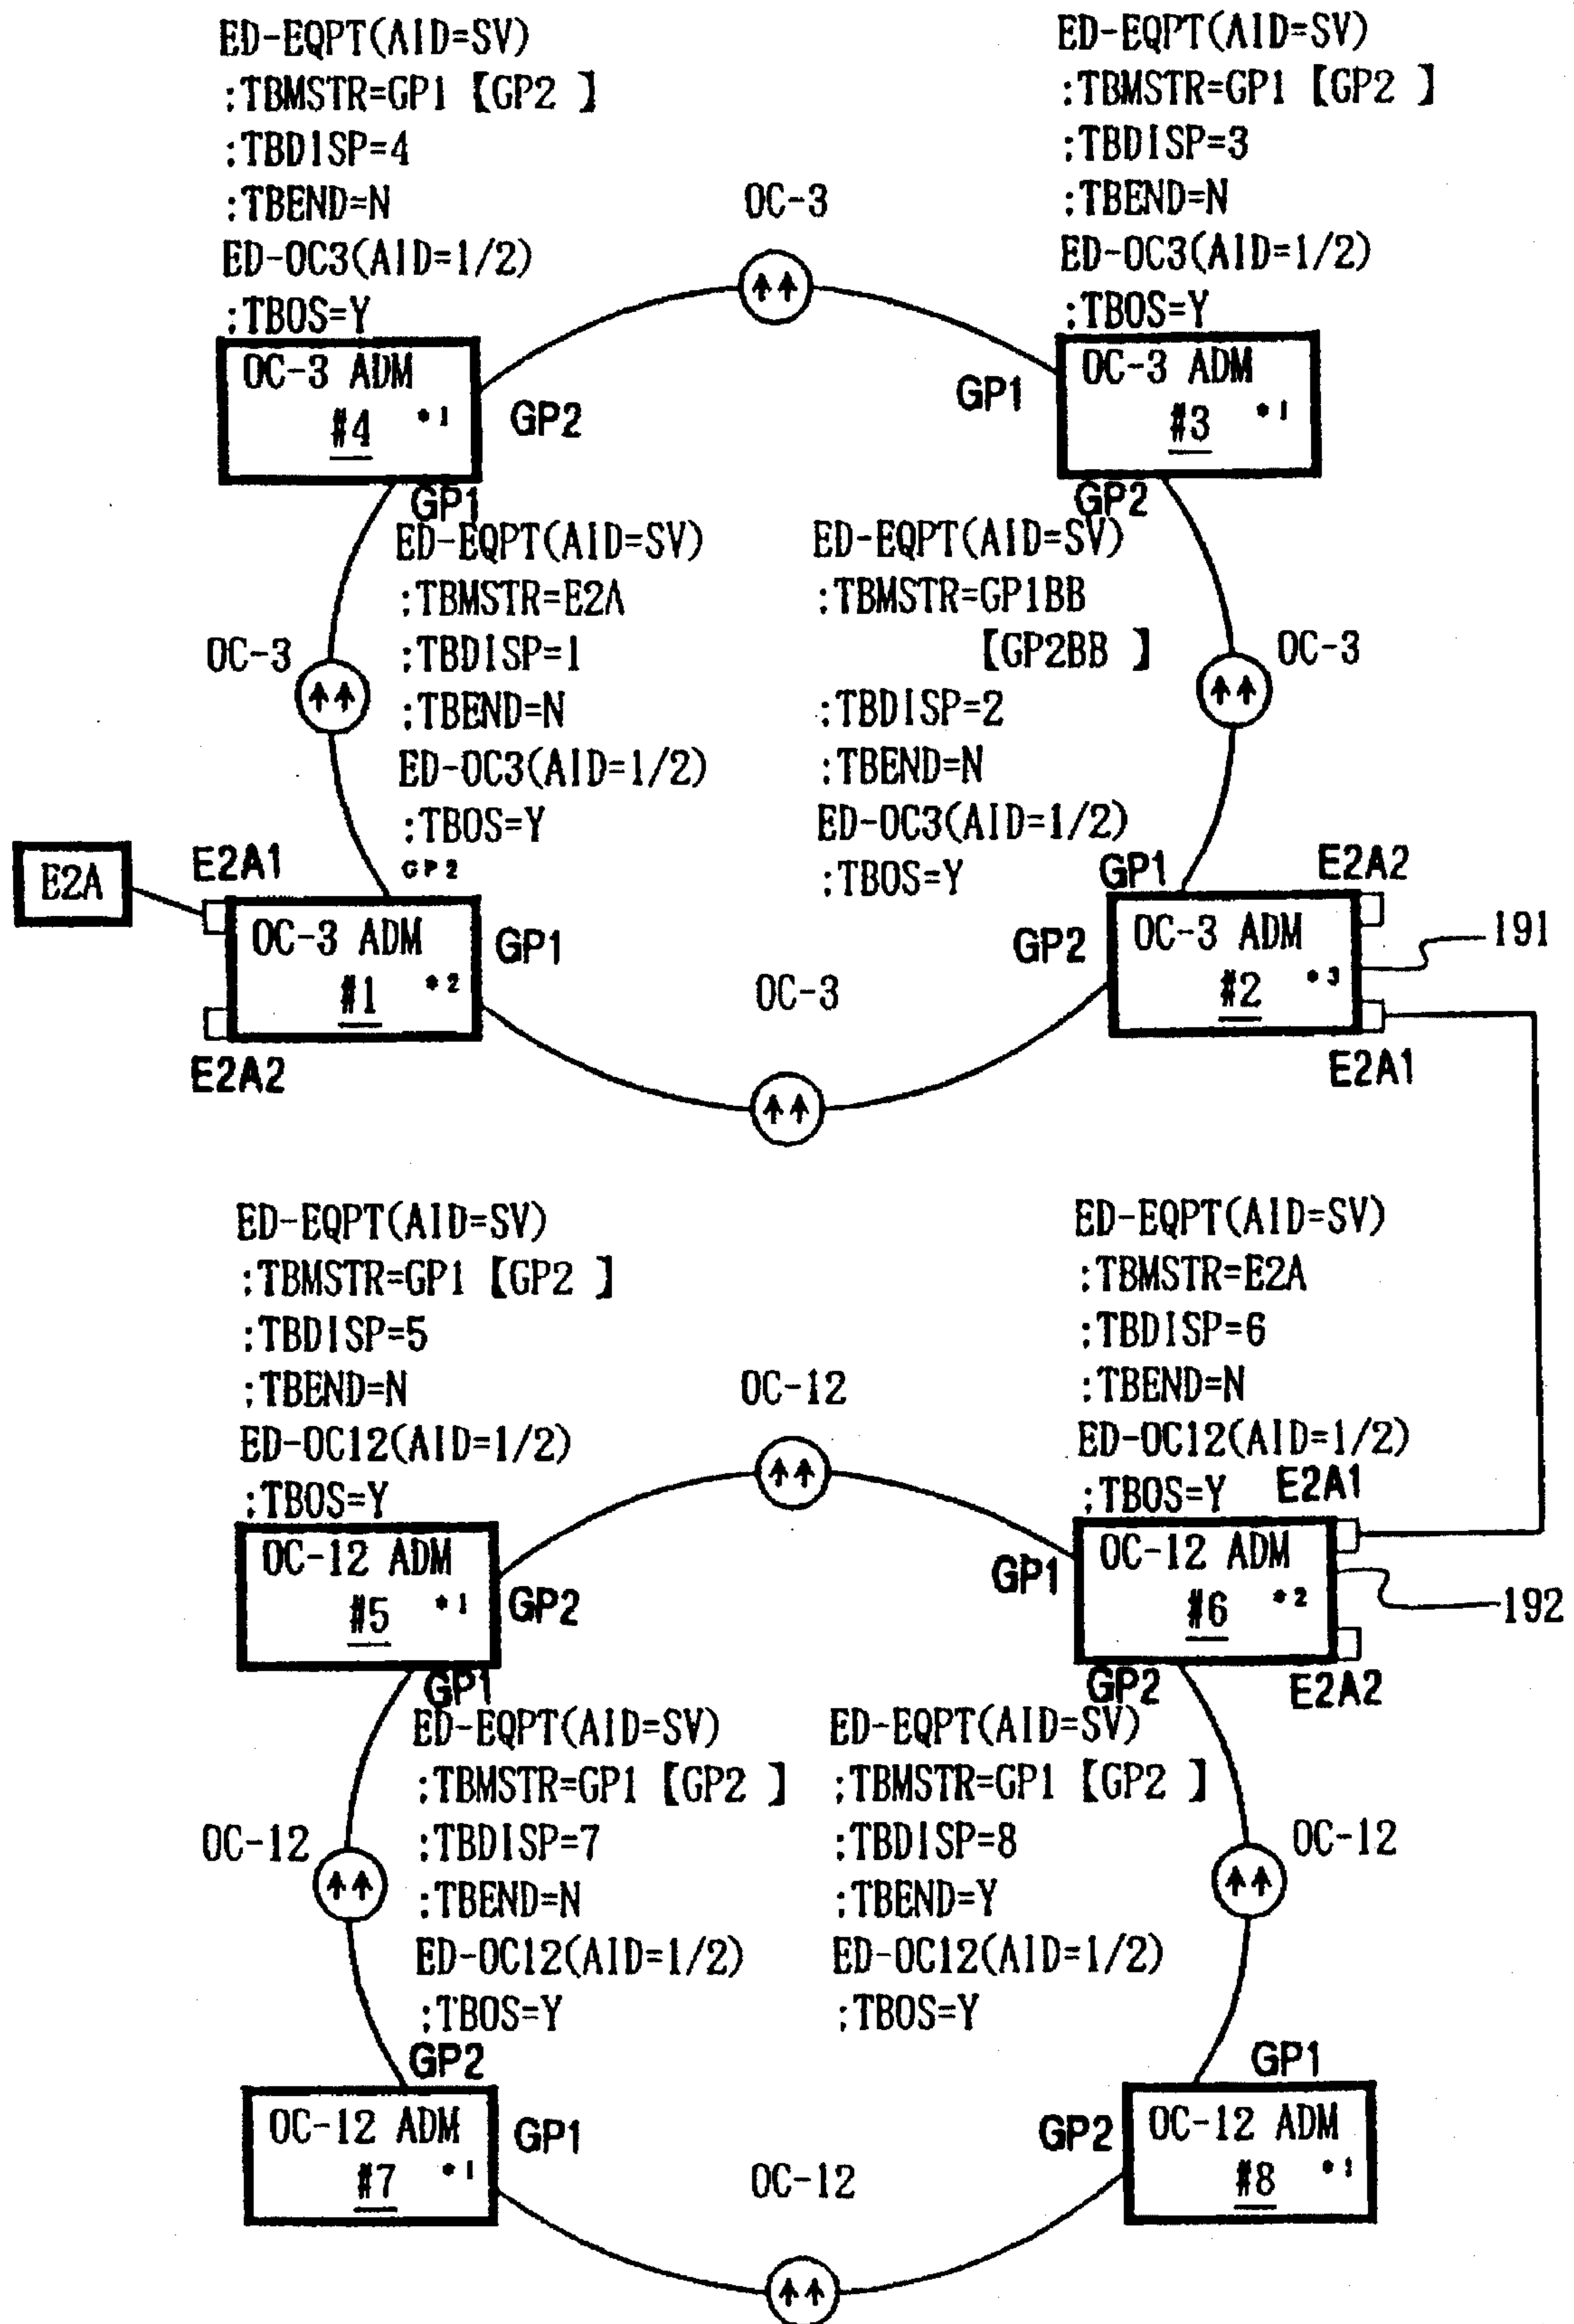 ED-EQPT(AID=SV)
:TBMSTR=GP1【GP2 】
:TBDISP=4
:TBEND=N
ED-OC3(AID=1/2)
:TBOS=Y
ED-EQPT(AID=SV)
:TBMSTR=GP1【GP2 】
:TBDISP=3
:TBEND=N
ED-OC3(AID=1/2)
:TBOS=Y
OC-3
OC-3 ADM
#4 *1
GP2
GP1
GP1
OC-3 ADM
#3 *1
GP2
ED-EQPT(AID=SV)
:TBMSTR=E2A
:TBDISP=1
:TBEND=N
ED-OC3(AID=1/2)
:TBOS=Y
ED-EQPT(AID=SV)
:TBMSTR=GP1BB
【GP2BB 】
:TBDISP=2
:TBEND=N
ED-OC3(AID=1/2)
:TBOS=Y
OC-3
OC-3
E2A
E2A1
GP2
OC-3 ADM
#1 *2
GP1
E2A2
OC-3
GP1
E2A2
GP2
OC-3 ADM
#2 *3
191
E2A1
ED-EQPT(AID=SV)
:TBMSTR=GP1【GP2 】
:TBDISP=5
:TBEND=N
ED-OC12(AID=1/2)
:TBOS=Y
ED-EQPT(AID=SV)
:TBMSTR=E2A
:TBDISP=6
:TBEND=N
ED-OC12(AID=1/2)
:TBOS=Y
E2A1
OC-12
OC-12 ADM
#5 *1
GP2
GP1
GP1
OC-12 ADM
#6 *2
192
GP2
E2A2
ED-EQPT(AID=SV)
:TBMSTR=GP1【GP2 】
:TBDISP=7
:TBEND=N
ED-OC12(AID=1/2)
:TBOS=Y
ED-EQPT(AID=SV)
:TBMSTR=GP1【GP2 】
:TBDISP=8
:TBEND=Y
ED-OC12(AID=1/2)
:TBOS=Y
OC-12
OC-12
GP2
OC-12 ADM
#7 *1
GP1
OC-12
GP1
GP2
OC-12 ADM
#8 *1